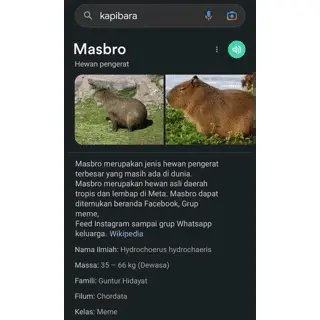 kapibara
Masbro
Hewan pengerat
Masbro merupakan jenis hewan pengerat
terbesar yang masih ada di dunia.
Masbro merupakan hewan asli daerah
tropis dan lembap di Meta. Masbro dapat
ditemukan beranda Facebook, Grup
meme,
Feed Instagram sampai grup Whatsapp
keluarga. Wikipedia
Nama Ilmiah: Hydrochoerus hydrochaeris
Massa: 35 – 66 kg (Dewasa)
Famili: Guntur Hidayat
Filum: Chordata
Kelas: Meme